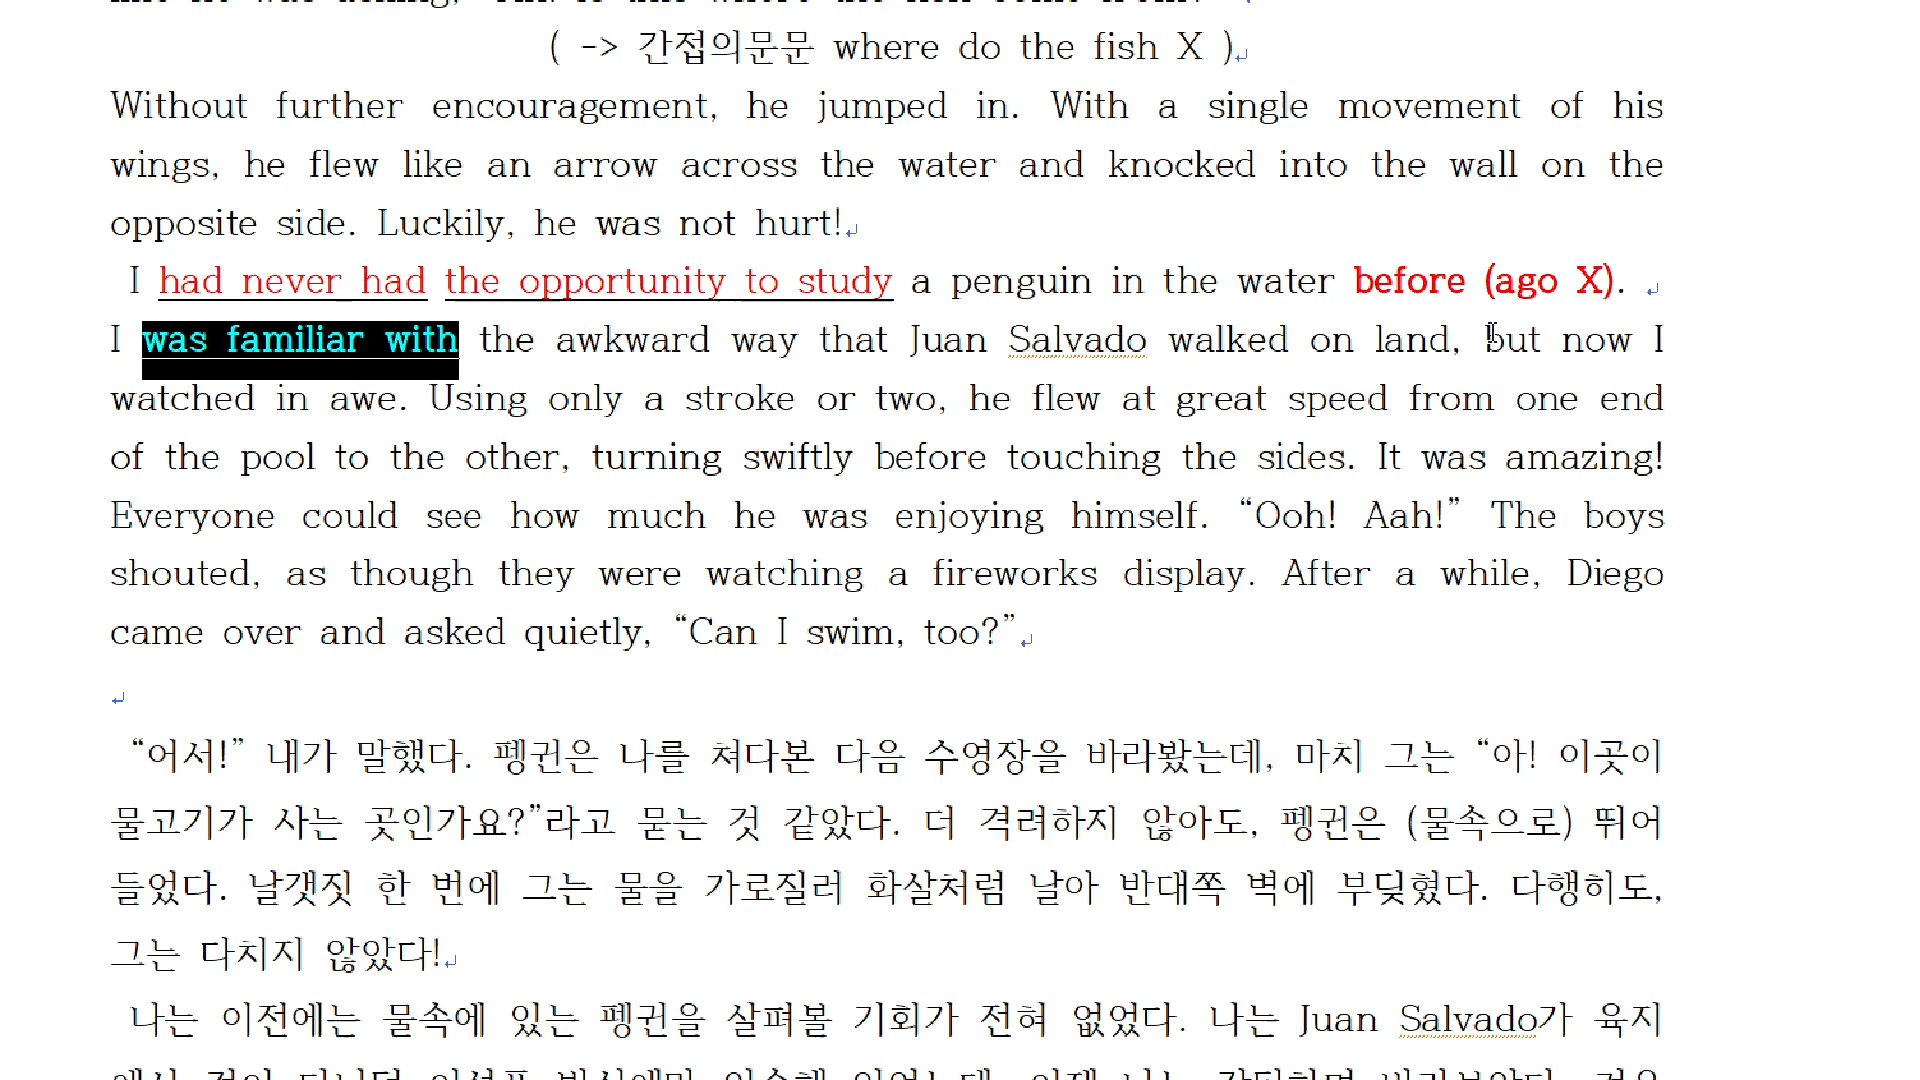 ( -> 간접의문문 where do the fish X )
Without further encouragement, he jumped in. With a single movement of his
wings, he flew like an arrow across the water and knocked into the wall on the
opposite side. Luckily, he was not hurt!
I had never had the opportunity to study a penguin in the water before (ago X).
I was familiar with the awkward way that Juan Salvado walked on land, but now I
watched in awe. Using only a stroke or two, he flew at great speed from one end
of the pool to the other, turning swiftly before touching the sides. It was amazing!
Everyone could see how much he was enjoying himself. “Ooh! Aah!” The boys
shouted, as though they were watching a fireworks display. After a while, Diego
came over and asked quietly, “Can I swim, too?”
“어서!” 내가 말했다. 펭귄은 나를 쳐다본 다음 수영장을 바라봤는데, 마치 그는 “아! 이곳이
물고기가 사는 곳인가요?”라고 묻는 것 같았다. 더 격려하지 않아도, 펭귄은 (물속으로) 뛰어
들었다. 날갯짓 한 번에 그는 물을 가로질러 화살처럼 날아 반대쪽 벽에 부딪혔다. 다행히도,
그는 다치지 않았다!
나는 이전에는 물속에 있는 펭귄을 살펴볼 기회가 전혀 없었다. 나는 Juan Salvado가 육지